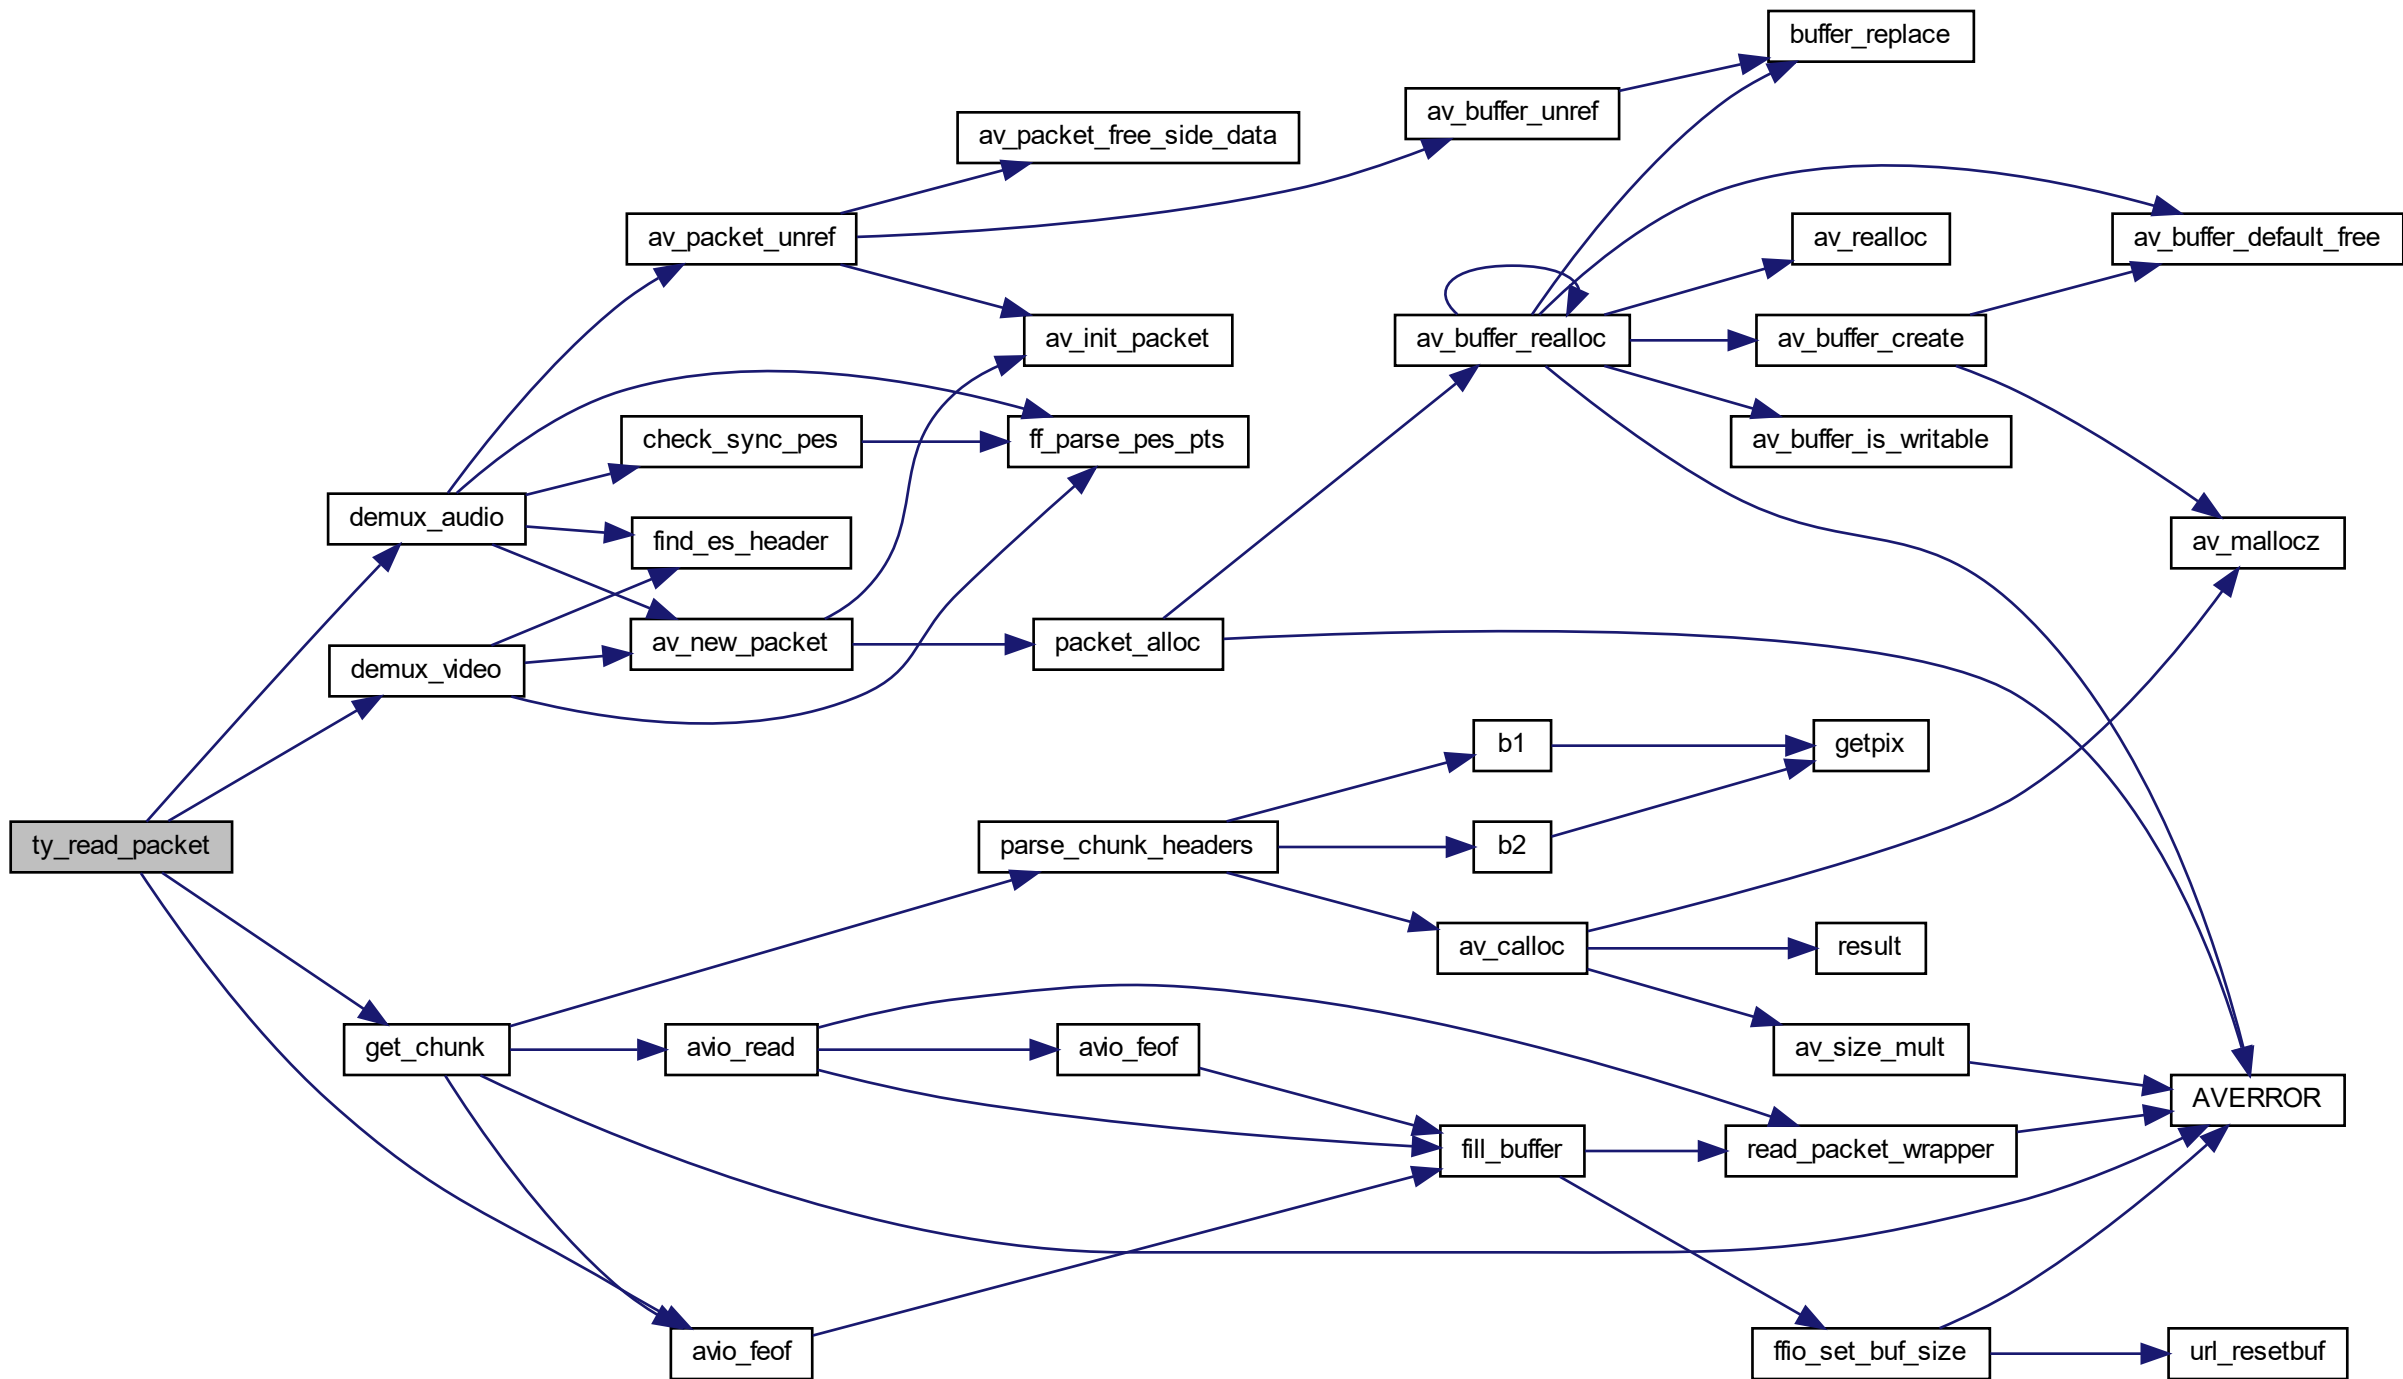 buffer_replace
av_buffer_unref
av_packet_free_side_data
av_packet_unref
av_realloc
av_buffer_default_free
av_init_packet
av_buffer_realloc
av_buffer_create
check_sync_pes
ff_parse_pes_pts
av_buffer_is_writable
demux_audio
find_es_header
av_mallocz
demux_video
av_new_packet
packet_alloc
b1
getpix
ty_read_packet
parse_chunk_headers
b2
av_calloc
result
get_chunk
avio_read
avio_feof
av_size_mult
AVERROR
fill_buffer
read_packet_wrapper
avio_feof
ffio_set_buf_size
url_resetbuf